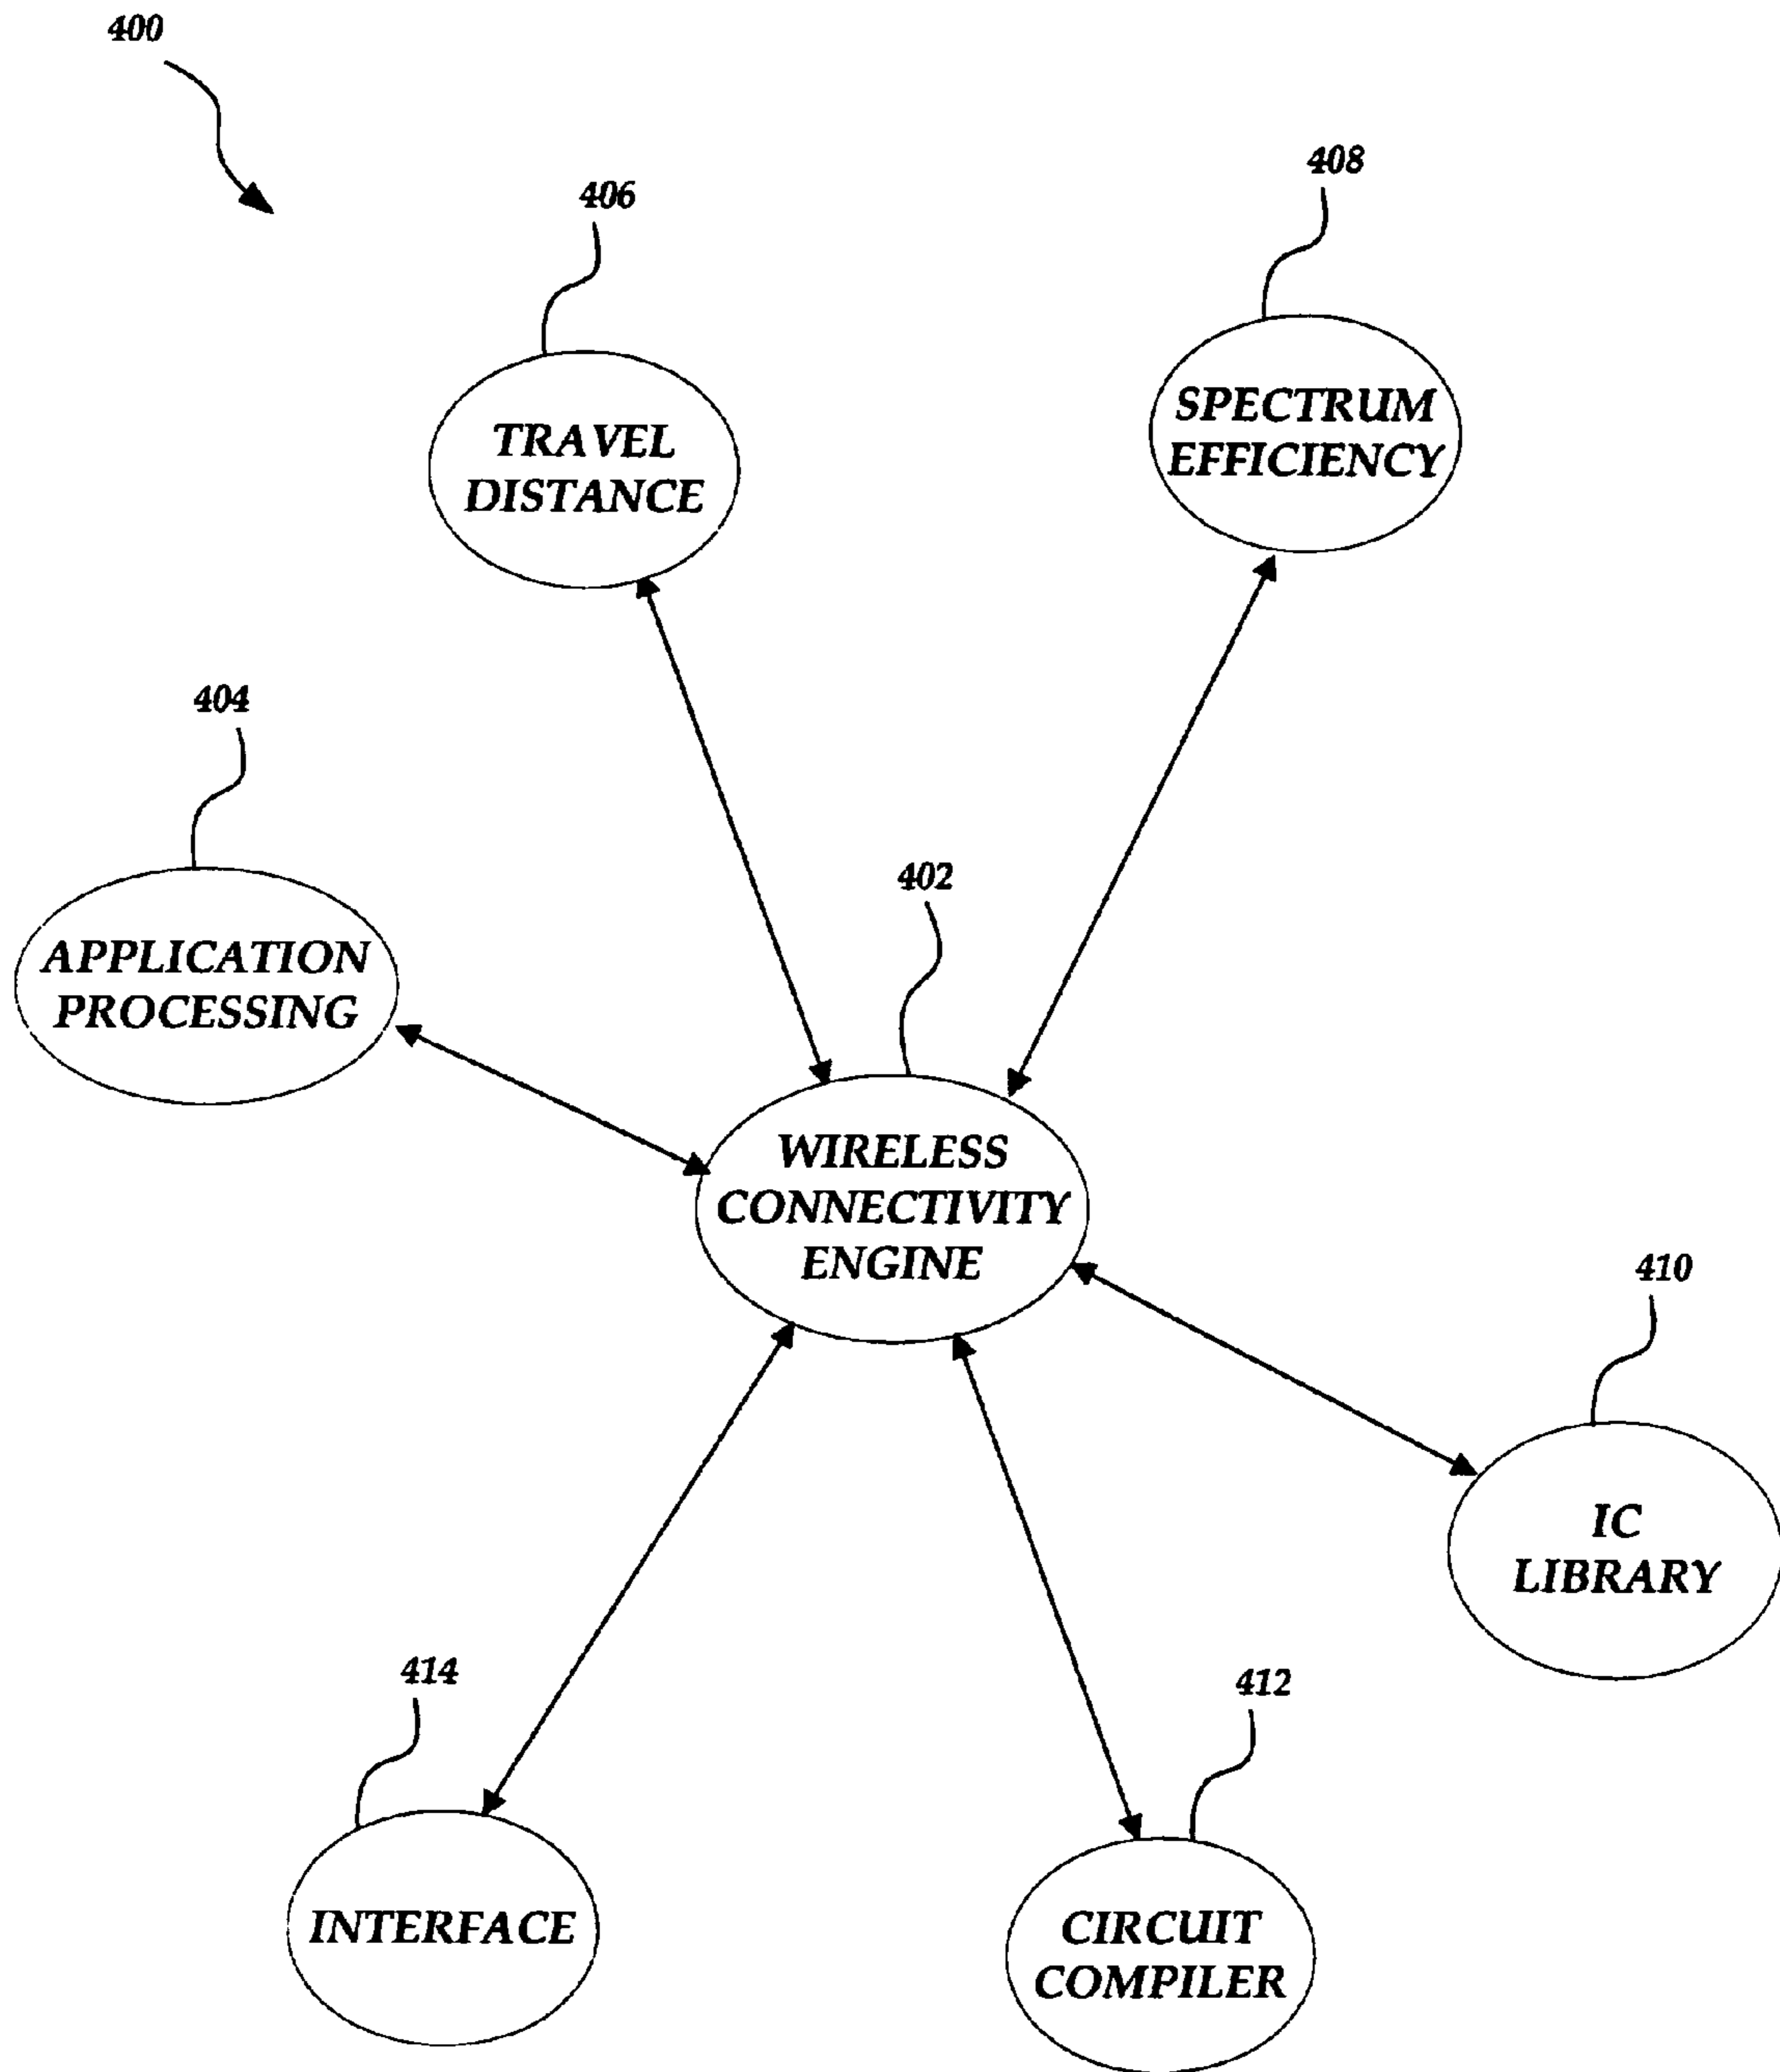 400
408
406
SPECTRUM
EFFICIENCY
TRAVEL
DISTANCE
404
402
APPLICATION
PROCESSING
WIRELESS
CONNECTIVITY
ENGINE
410
IC
LIBRARY
414
412
INTERFACE
CIRCUIT
COMPILER